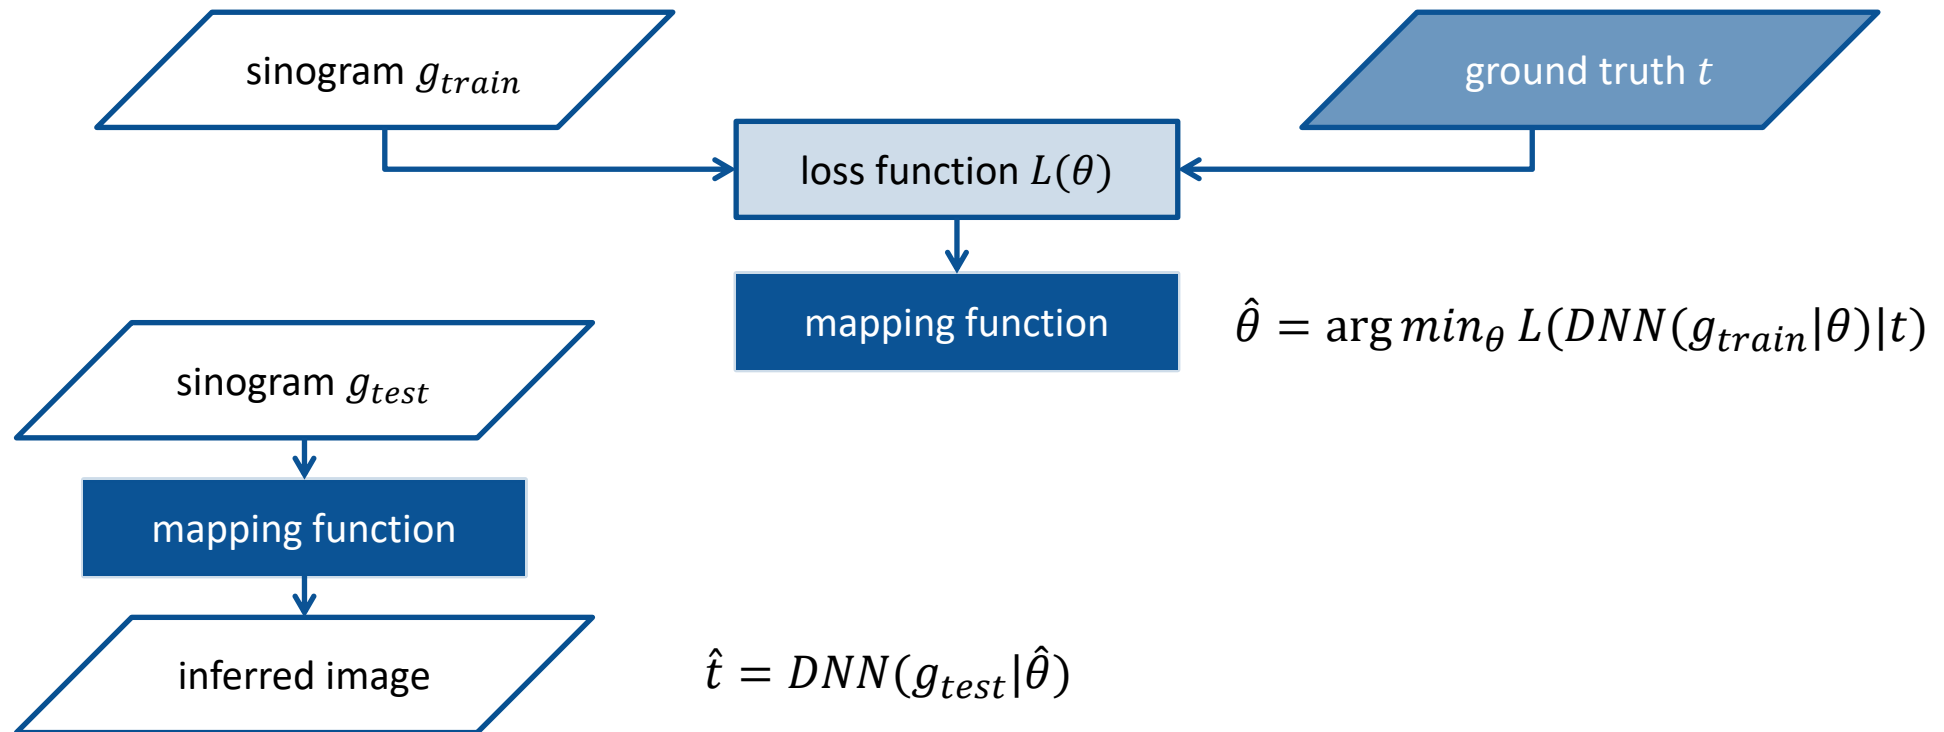 sinogram g_train
ground truth t
loss function L(θ)
mapping function
θ̂ = arg min_θ L(DNN(g_train|θ)|t)
sinogram g_test
mapping function
inferred image
t̂ = DNN(g_test|θ̂)